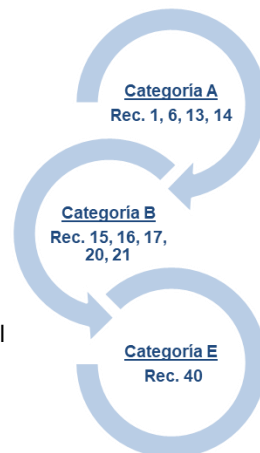 Categoría A
Rec. 1, 6, 13, 14
Categoría B
Rec. 15, 16, 17,
20, 21
l
Categoría E
Rec. 40